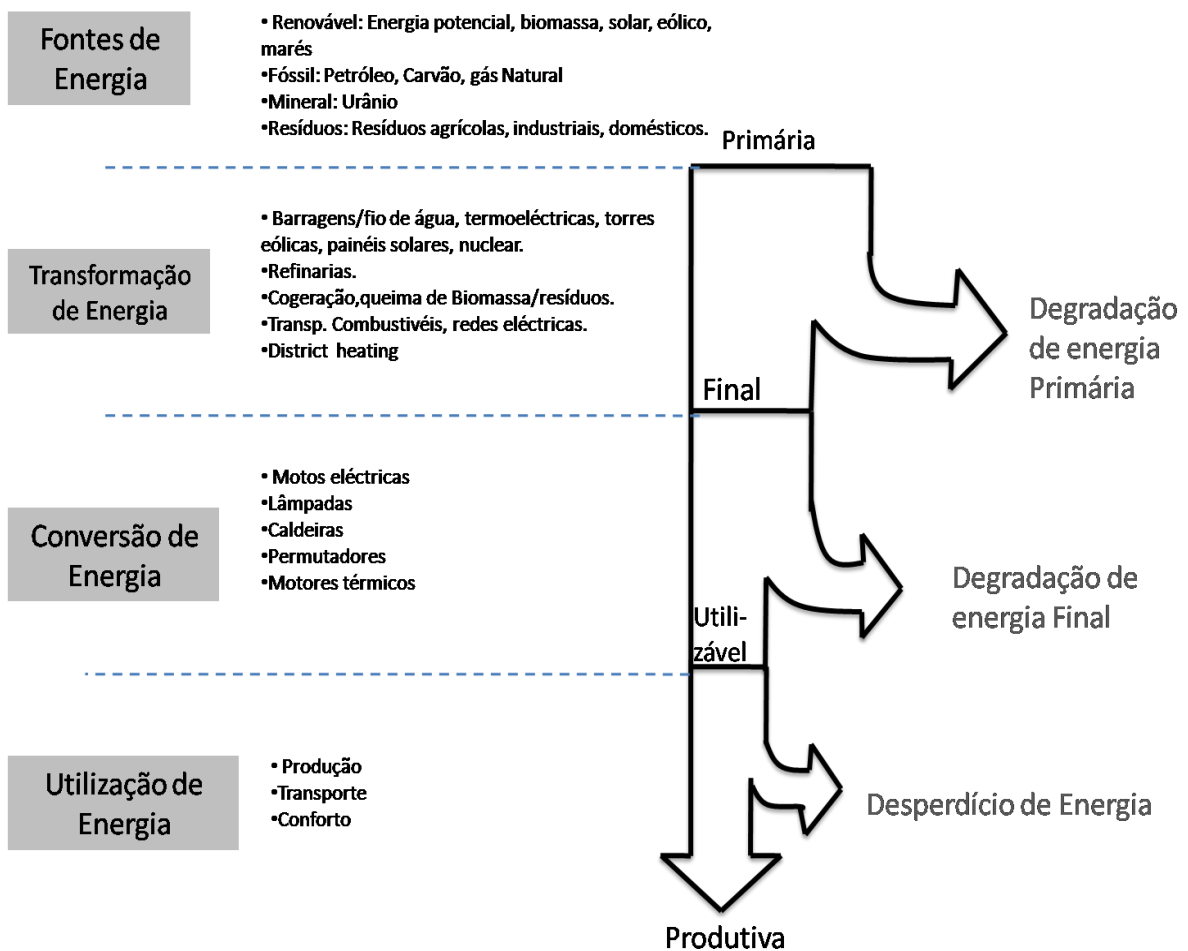 Fontes de
Energia
• Renovável: Energia potencial, biomassa, solar, eólico,
marés
•Fóssil: Petróleo, Carvão, gás Natural
•Mineral: Urânio
•Resíduos: Resíduos agrícolas, industriais, domésticos.
Primária
Transformação
de Energia
• Barragens/fio de água, termoeléctricas, torres
eólicas, painéis solares, nuclear.
•Refinarias.
•Cogeração,queima de Biomassa/resíduos.
•Transp. Combustivéis, redes eléctricas.
•District heating
Degradação
de energia
Primária
Final
Conversão de
Energia
• Motos eléctricas
•Lâmpadas
•Caldeiras
•Permutadores
•Motores térmicos
Degradação de
energia Final
Utili-
zável
Utilização de
Energia
• Produção
•Transporte
•Conforto
Desperdício de Energia
Produtiva